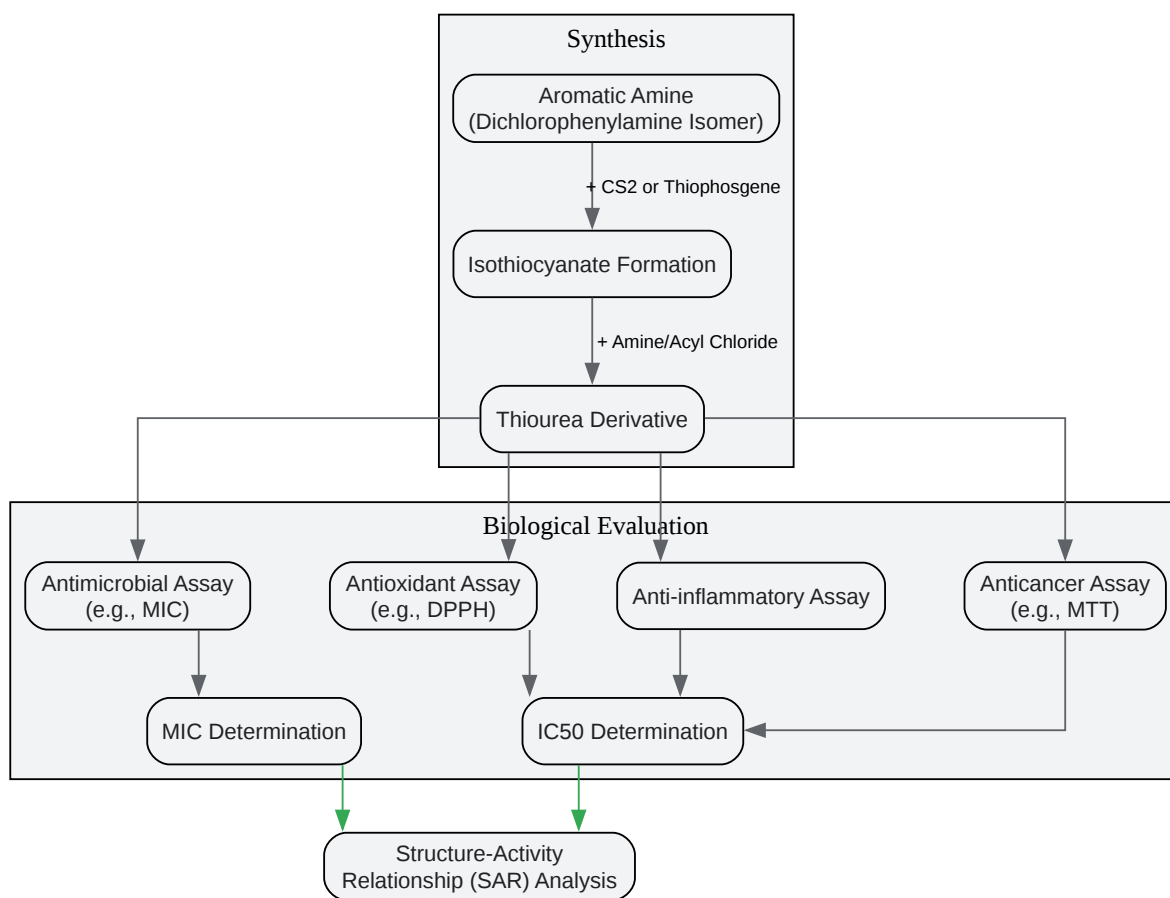 Synthesis
Aromatic Amine
(Dichlorophenylamine Isomer)
+ CS2 or Thiophosgene
Isothiocyanate Formation
+ Amine/Acyl Chloride
Thiourea Derivative
Biological Evaluation
Antimicrobial Assay
(e.g., MIC)
Antioxidant Assay
(e.g., DPPH)
Anti-inflammatory Assay
Anticancer Assay
(e.g., MTT)
MIC Determination
IC50 Determination
Structure-Activity
Relationship (SAR) Analysis